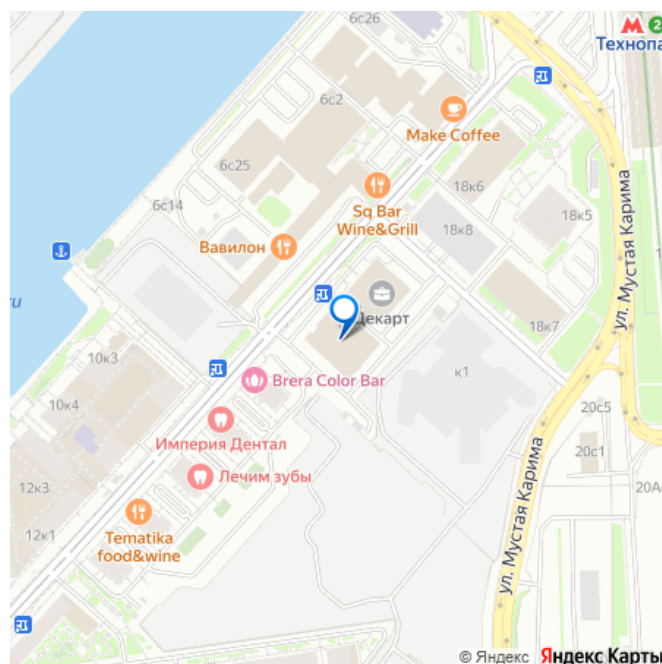 6с26
2
Технопа
6с2
Make Coffee
6с25
18к6
6с14
Sq Bar
Wine&Grill
18к5
18к8
Вавилон
ул. Мустая Карима
Декарт
18к7
10к3
к1
Brera Color Bar
10к4
20с5
Империя Дентал
20с1
Лечим зубы
12к3
20А
ул. Мустая Карима
12к1
Tematika
food&wine
© Яндекс Яндекс Карты